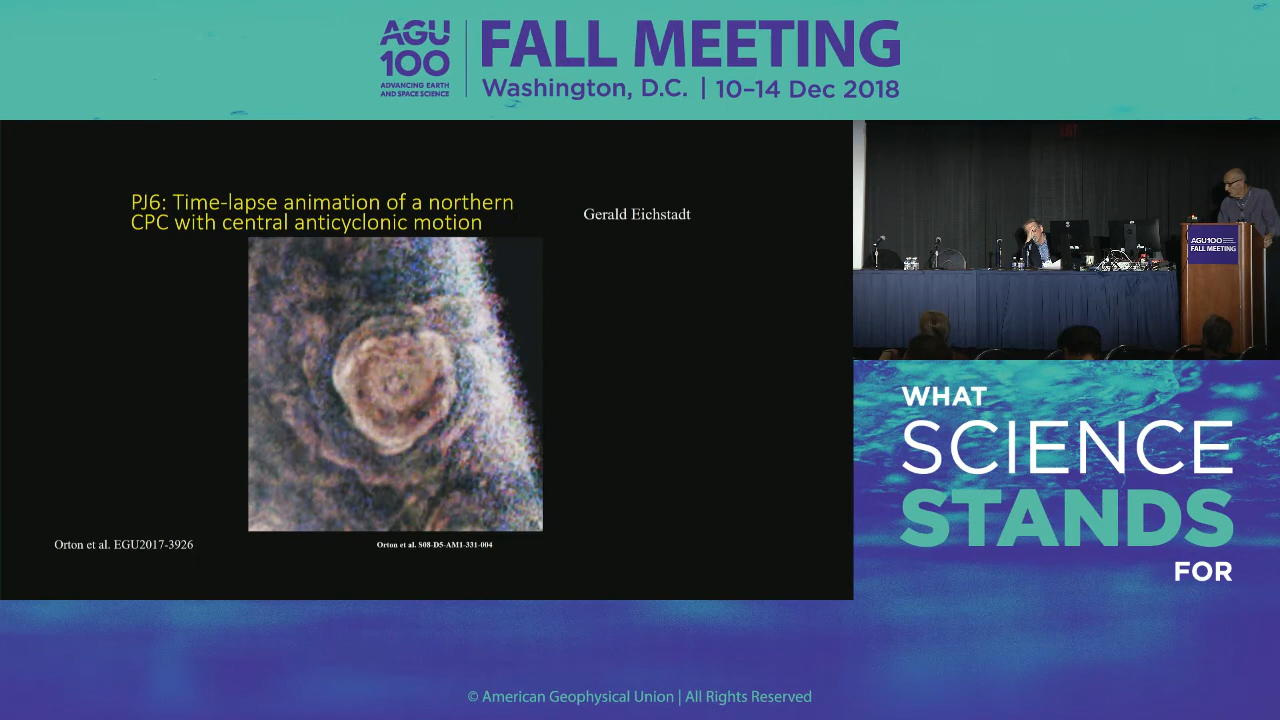 AGU
100
ADVANCING EARTH
AND SPACE SCIENCE
FALL MEETING
Washington, D.C. | 10–14 Dec 2018
PJ6: Time-lapse animation of a northern
CPC with central anticyclonic motion
Gerald Eichstadt
Orton et al. EGU2017-3926
Orton et al. S08-D5-AM1-331-004
EXIT
AGU100
FALL MEETING
WHAT
SCIENCE
STANDS
FOR
© American Geophysical Union | All Rights Reserved